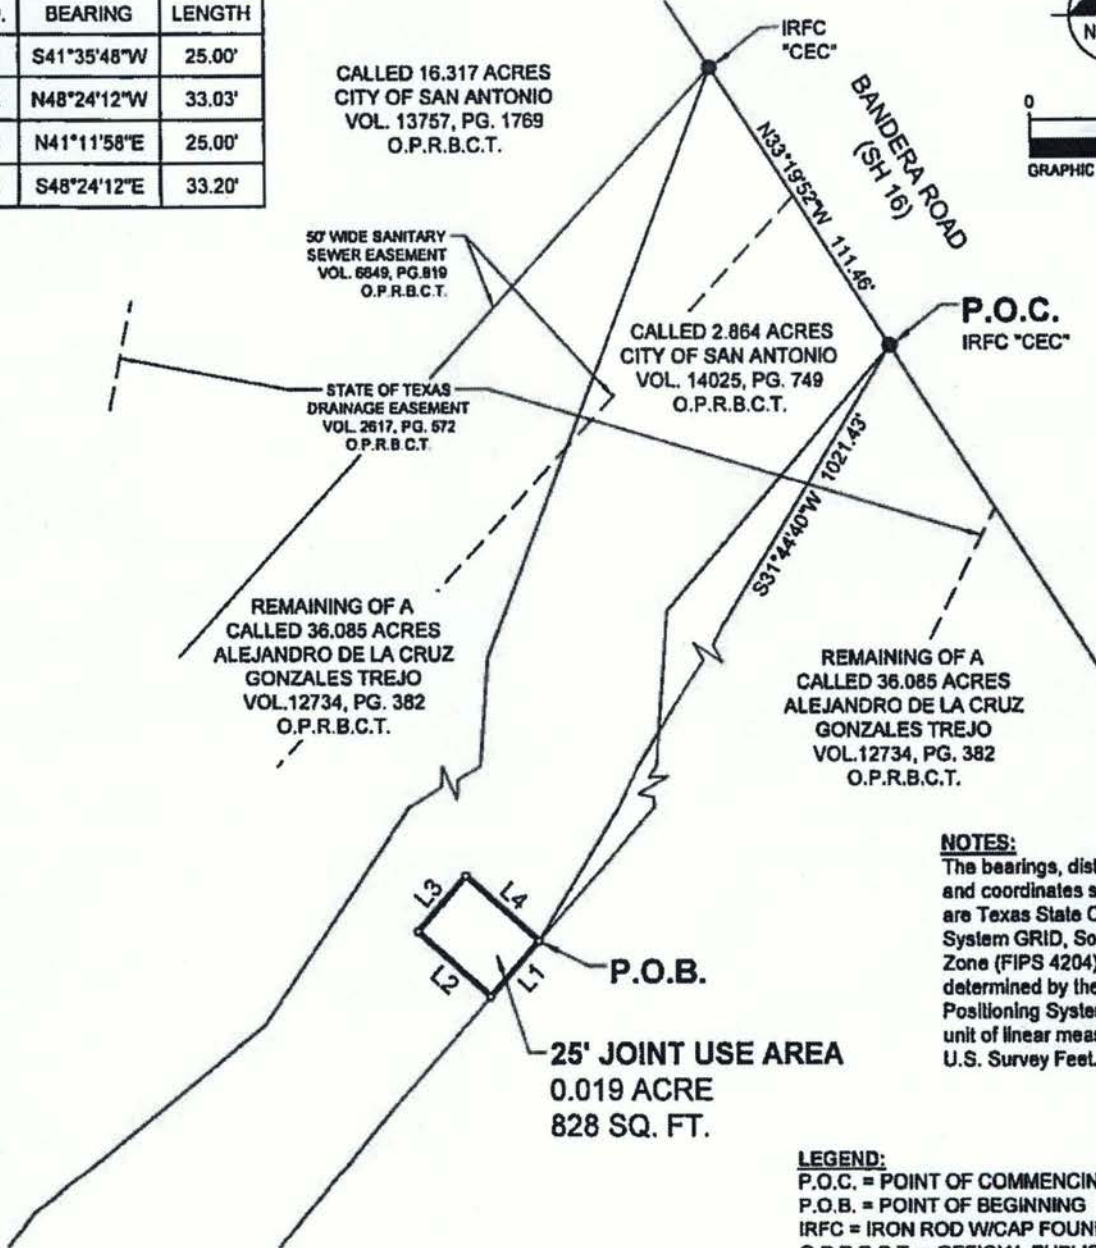 BEARING LENGTH
S41°35'48"W 25.00'
N48°24'12"W 33.03'
N41°11'58"E 25.00'
S48°24'12"E 33.20'
CALLED 16.317 ACRES
CITY OF SAN ANTONIO
VOL. 13757, PG. 1769
O.P.R.B.C.T.
IRFC
"CEC"
N
0
GRAPHIC
BANDERA ROAD
(SH 16)
N33°19'52"W 111.46'
50' WIDE SANITARY
SEWER EASEMENT
VOL. 6849, PG.819
O.P.R.B.C.T.
P.O.C.
IRFC "CEC"
CALLED 2.864 ACRES
CITY OF SAN ANTONIO
VOL. 14025, PG. 749
O.P.R.B.C.T.
STATE OF TEXAS
DRAINAGE EASEMENT
VOL. 2617, PG. 572
O.P.R.B.C.T.
S31°44'40"W 1021.43'
REMAINING OF A
CALLED 36.085 ACRES
ALEJANDRO DE LA CRUZ
GONZALES TREJO
VOL.12734, PG. 382
O.P.R.B.C.T.
REMAINING OF A
CALLED 36.085 ACRES
ALEJANDRO DE LA CRUZ
GONZALES TREJO
VOL.12734, PG. 382
O.P.R.B.C.T.
L3
L4
L2
L1
P.O.B.
25' JOINT USE AREA
0.019 ACRE
828 SQ. FT.
NOTES:
The bearings, dist
and coordinates s
are Texas State C
System GRID, So
Zone (FIPS 4204)
determined by the
Positioning Syste
unit of linear meas
U.S. Survey Feet.
LEGEND:
P.O.C. = POINT OF COMMENCIN
P.O.B. = POINT OF BEGINNING
IRFC = IRON ROD W/CAP FOUN